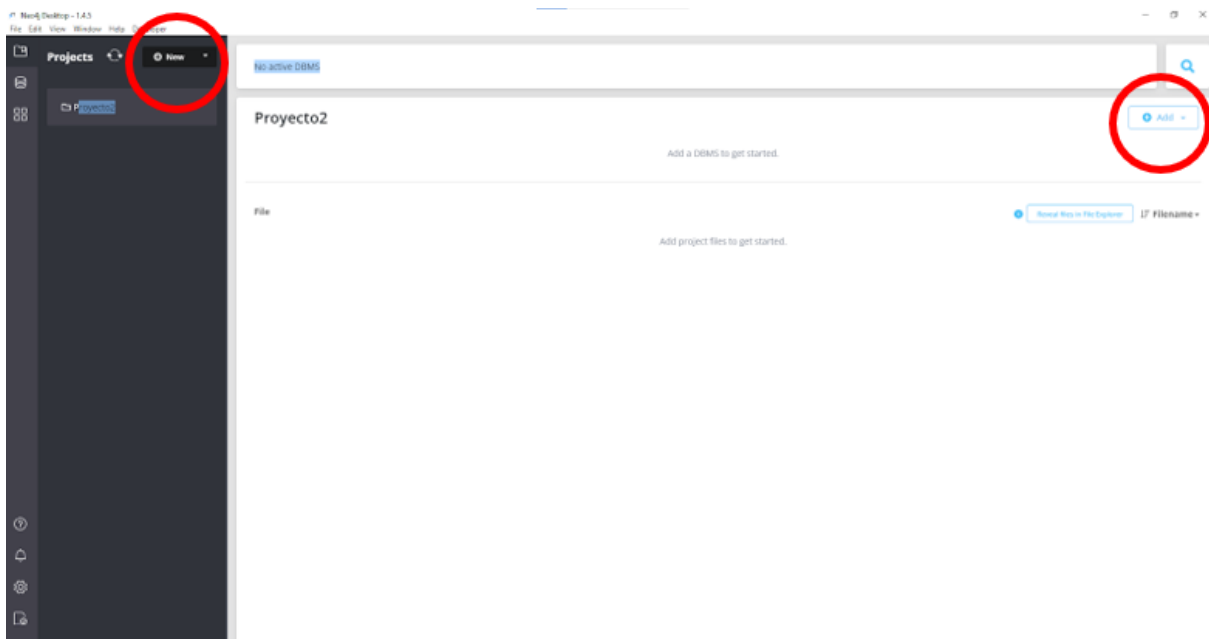 Neo4j Desktop - 1.4.5
File Edit View Window Help Developer
Projects
New
No active DBMS
Proyecto2
Proyecto2
Add
Add a DBMS to get started.
File
Reveal files in File Explorer
Filename
Add project files to get started.